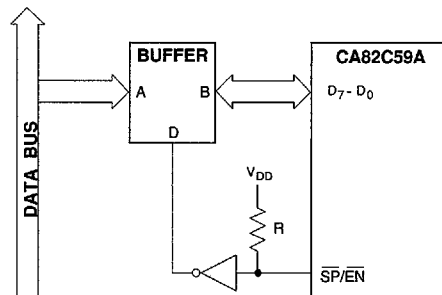 BUFFER
CA82C59A
A
B
D7 - D0
D
DATA BUS
VDD
R
SP/EN